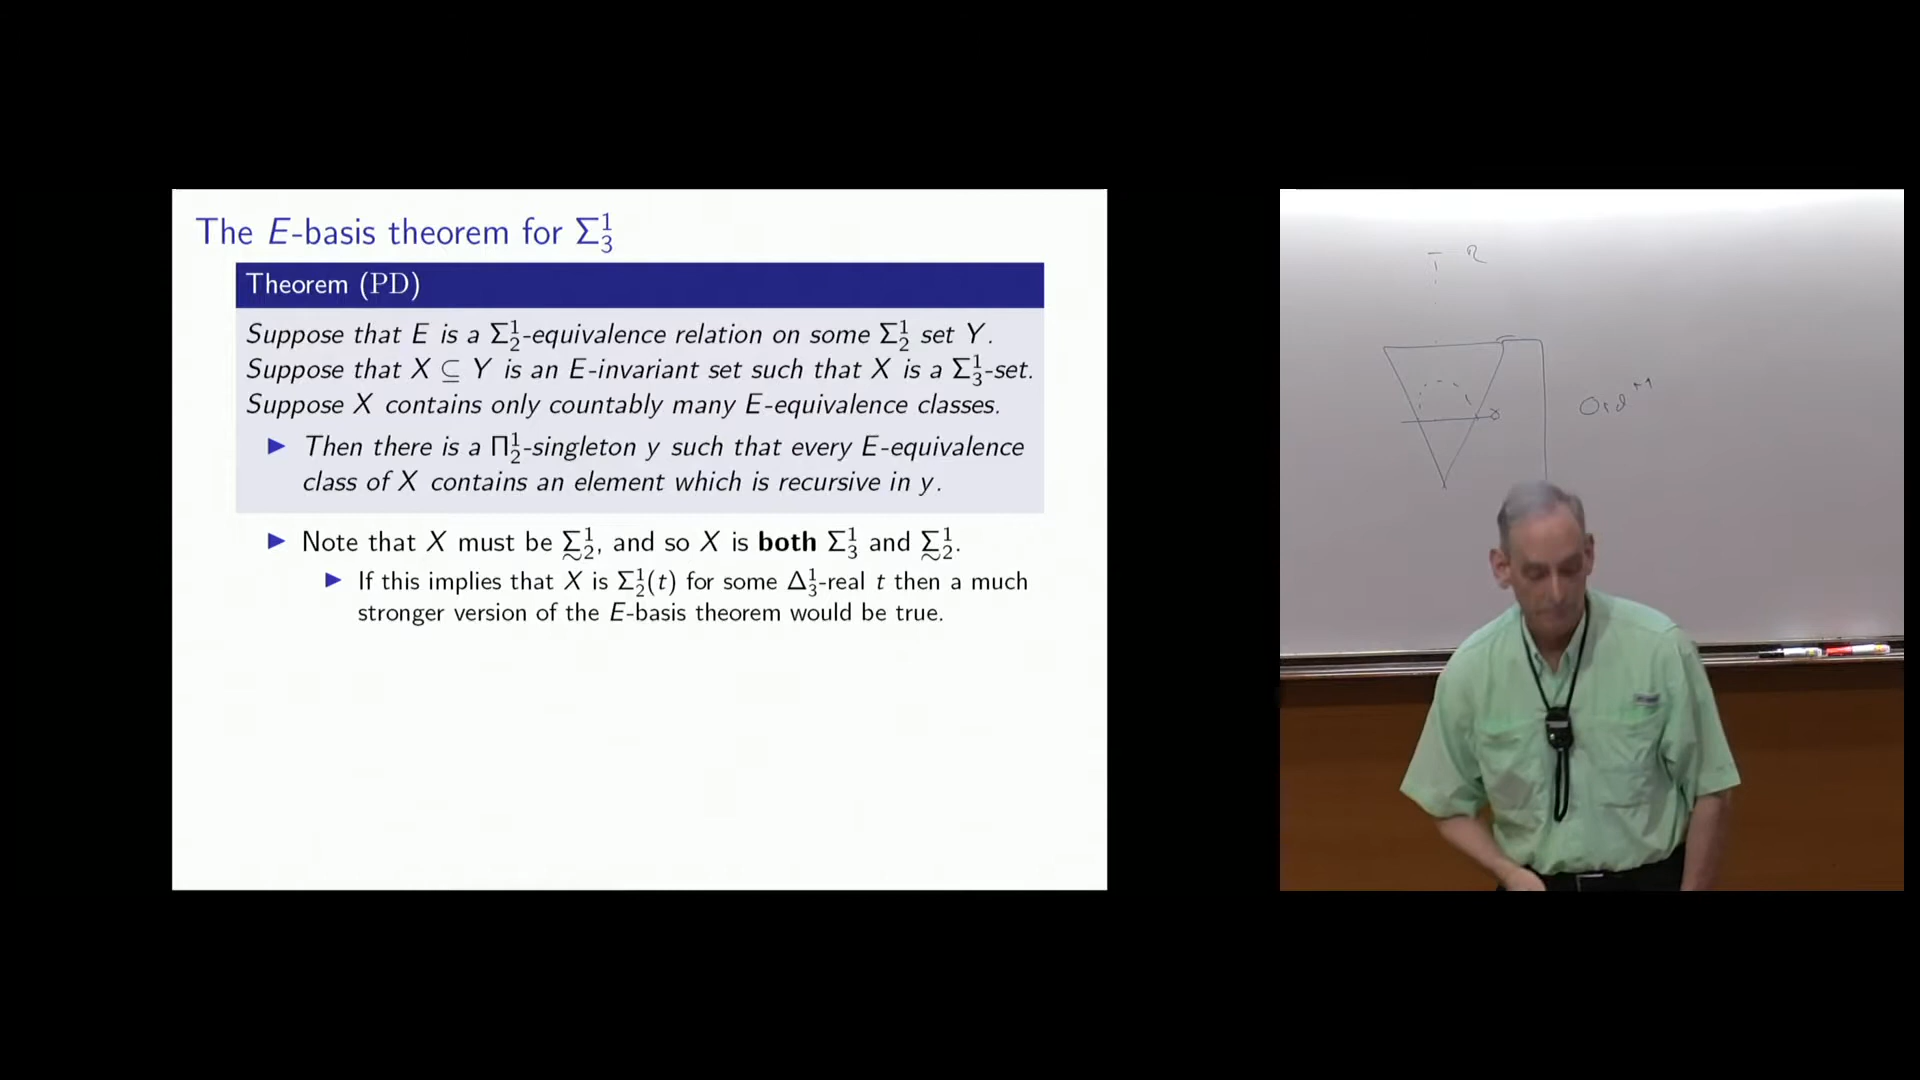 The E-basis theorem for Σ¹₃
Theorem (PD)
Suppose that E is a Σ¹₂-equivalence relation on some Σ¹₂ set Y.
Suppose that X ⊆ Y is an E-invariant set such that X is a Σ¹₃-set.
Suppose X contains only countably many E-equivalence classes.
▶ Then there is a Π¹₂-singleton y such that every E-equivalence
class of X contains an element which is recursive in y.
▶ Note that X must be Σ̰¹₂, and so X is both Σ¹₃ and Σ̰¹₂.
▶ If this implies that X is Σ¹₂(t) for some Δ¹₃-real t then a much
stronger version of the E-basis theorem would be true.
Ord